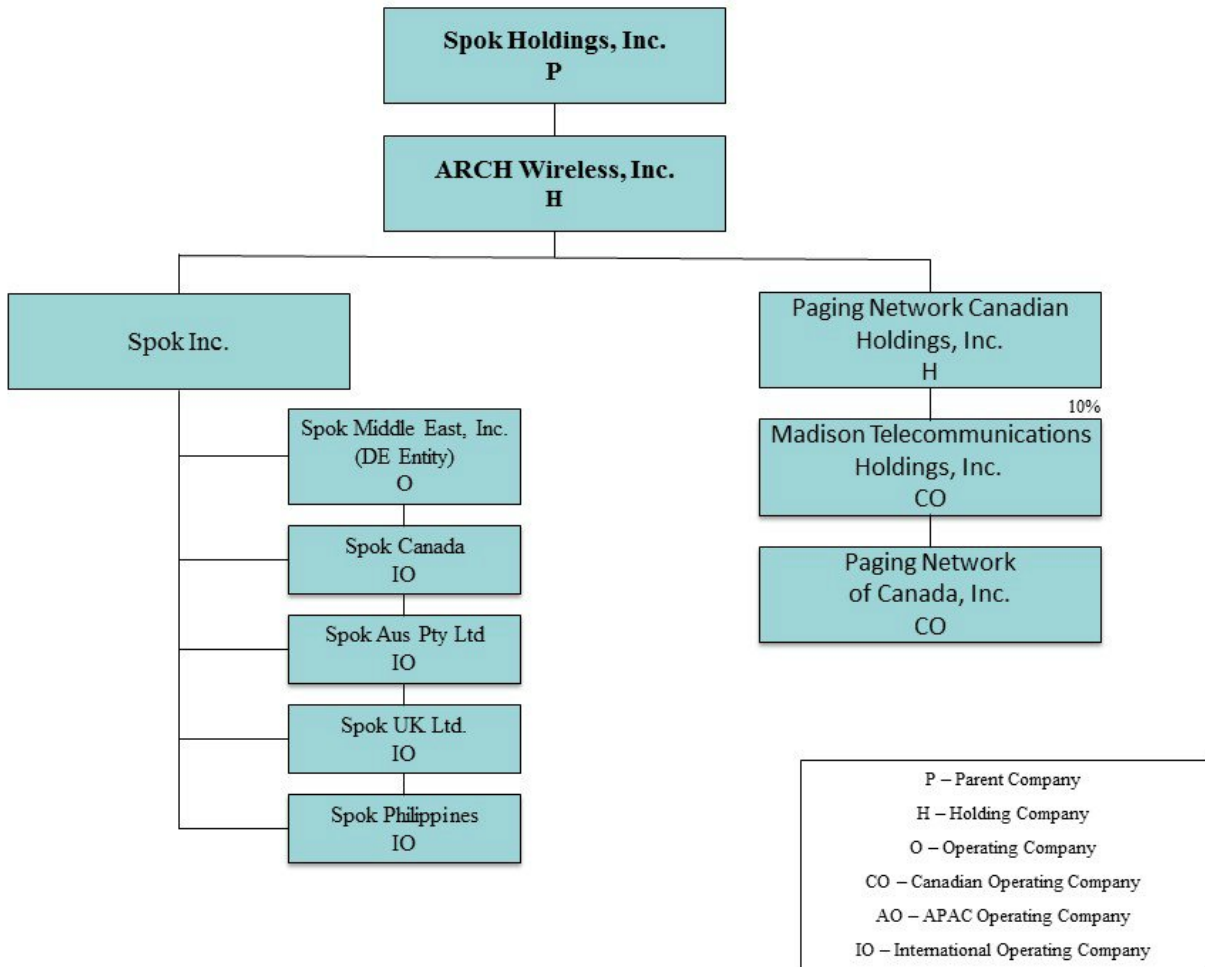 Spok Holdings, Inc.
P
ARCH Wireless, Inc.
H
Spok Inc.
Spok Middle East, Inc.
(DE Entity)
O
Spok Canada
IO
Spok Aus Pty Ltd
IO
Spok UK Ltd.
IO
Spok Philippines
IO
Paging Network Canadian
Holdings, Inc.
H
10%
Madison Telecommunications
Holdings, Inc.
CO
Paging Network
of Canada, Inc.
CO
P – Parent Company
H – Holding Company
O – Operating Company
CO – Canadian Operating Company
AO – APAC Operating Company
IO – International Operating Company